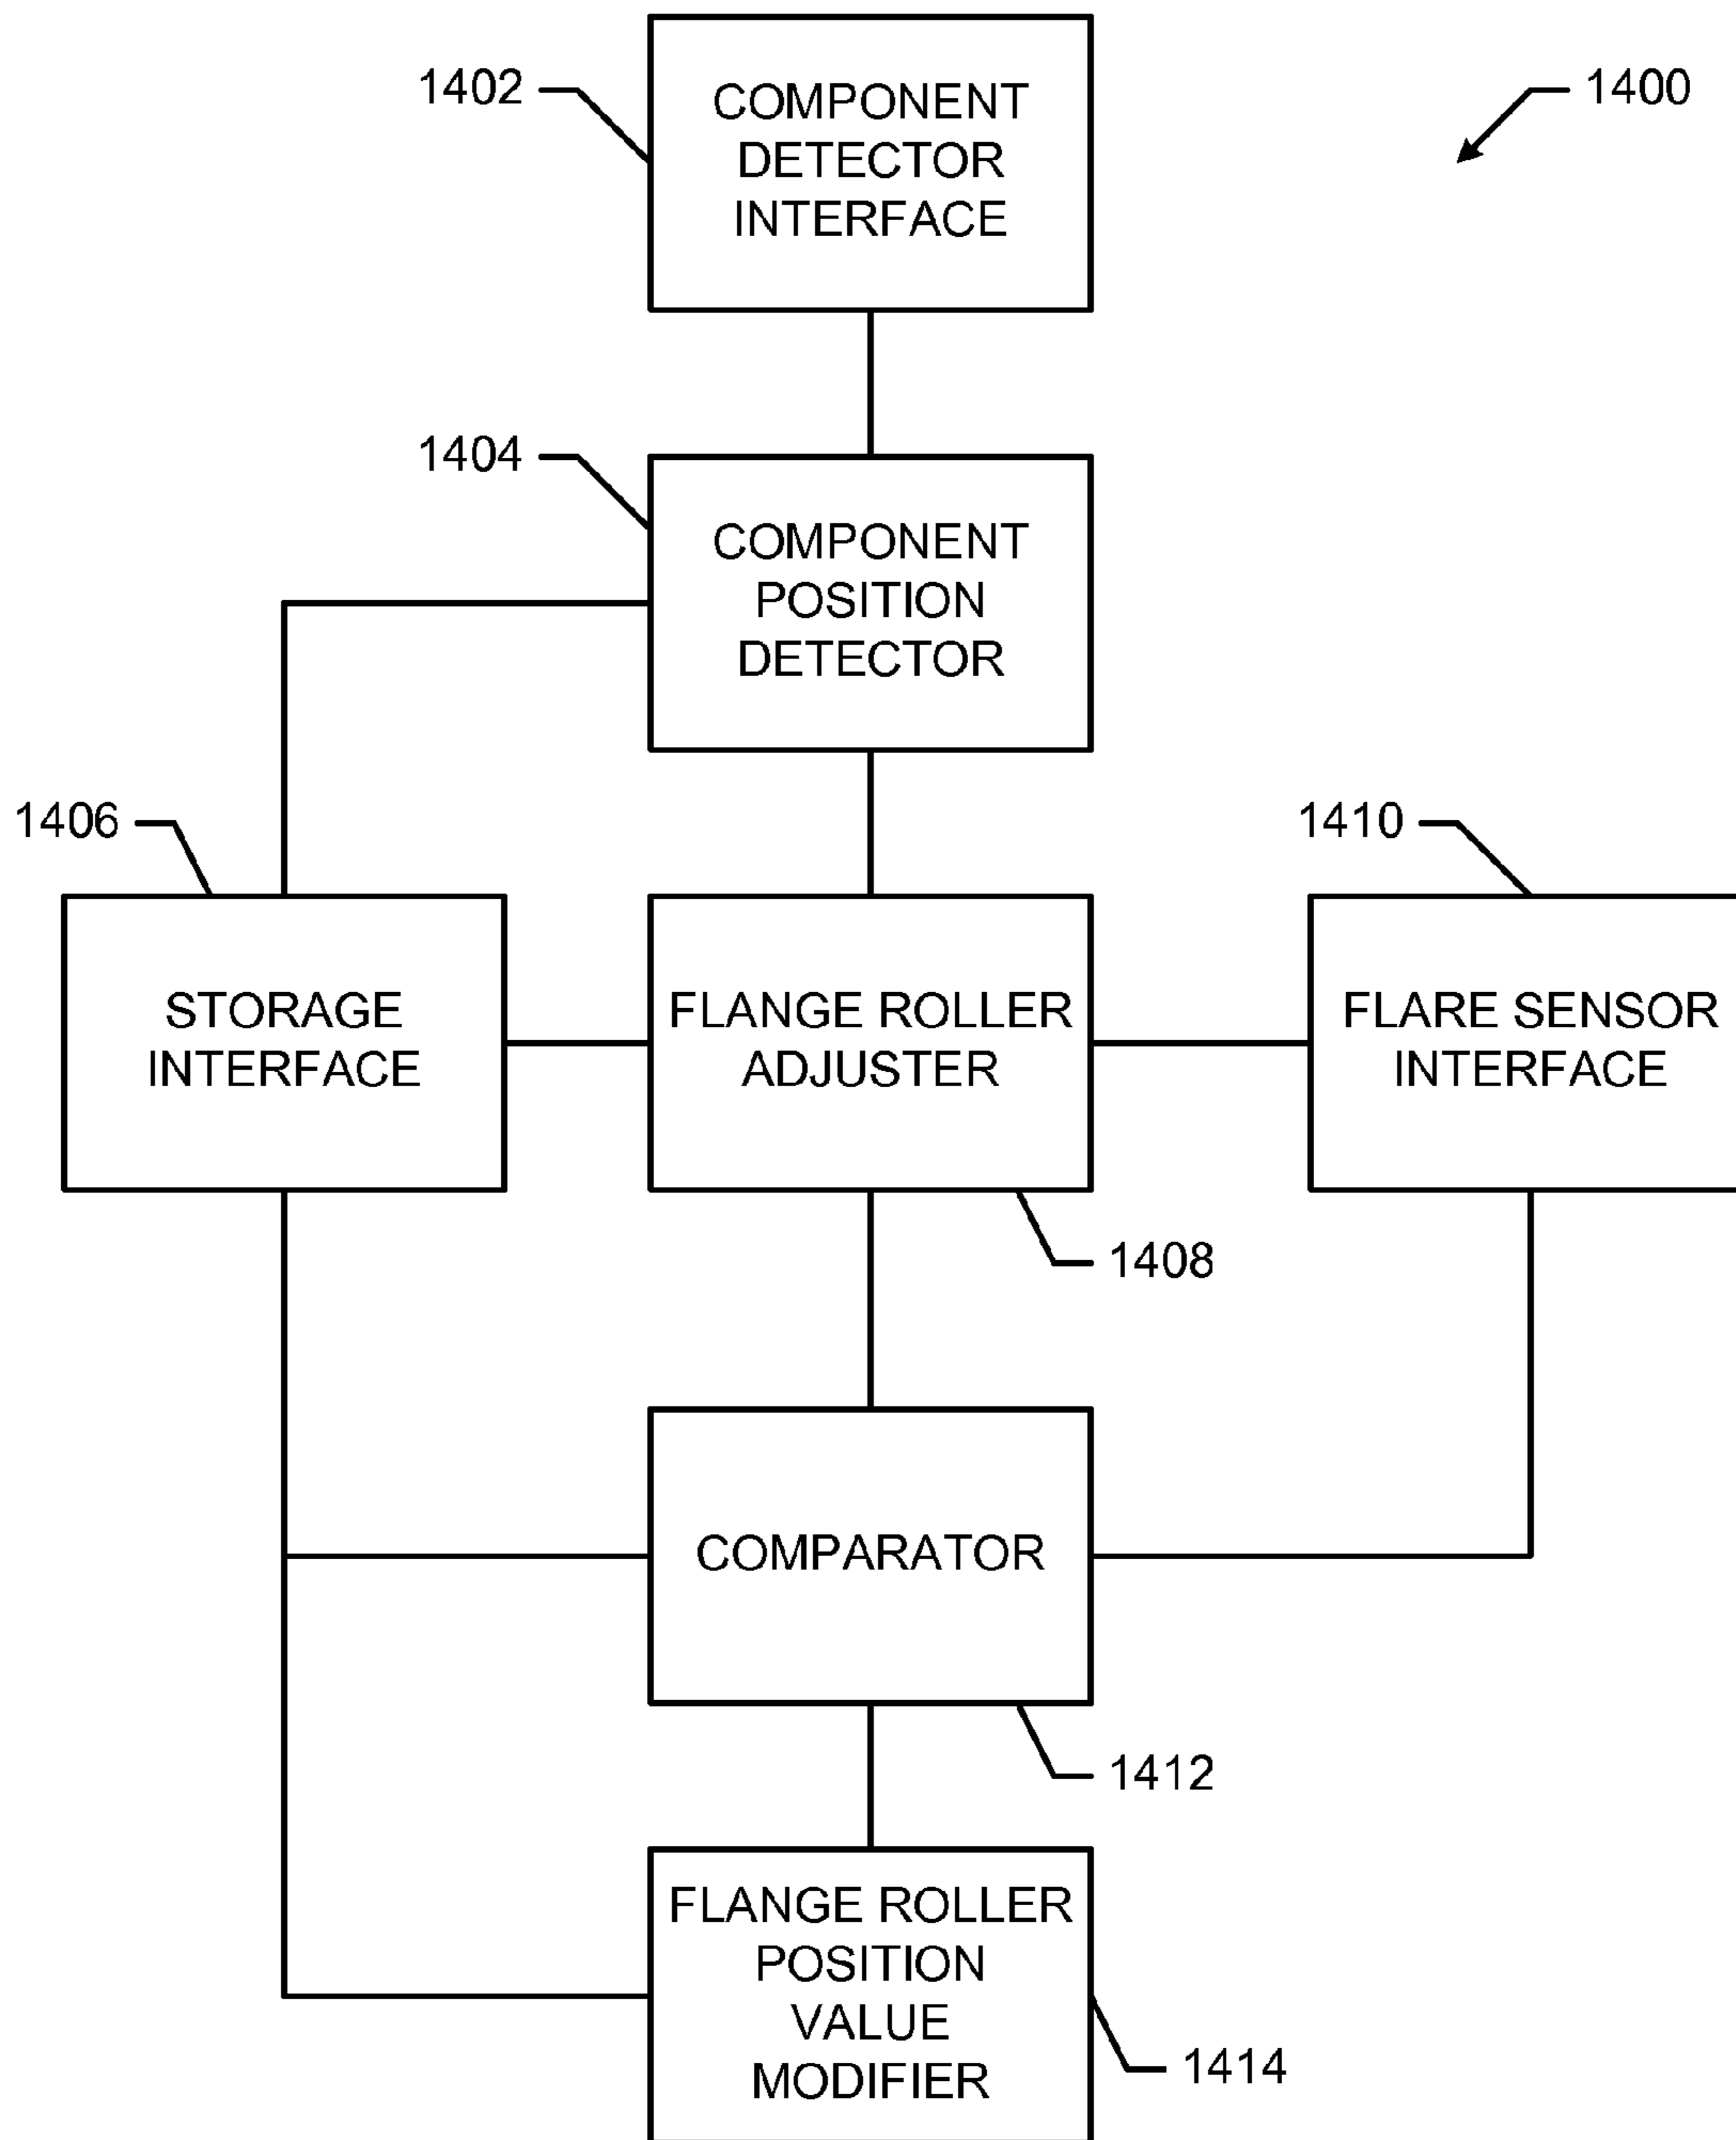 1402
COMPONENT
DETECTOR
INTERFACE
1400
1404
COMPONENT
POSITION
DETECTOR
1406
1410
STORAGE
INTERFACE
FLANGE ROLLER
ADJUSTER
FLARE SENSOR
INTERFACE
1408
COMPARATOR
1412
FLANGE ROLLER
POSITION
VALUE
MODIFIER
1414